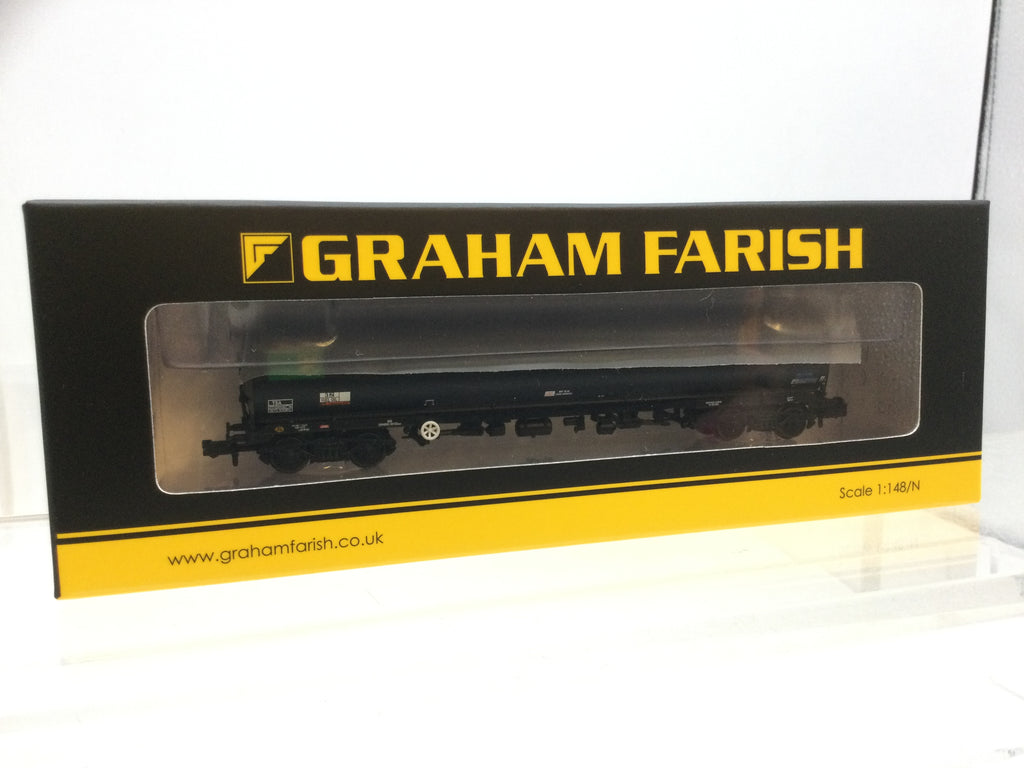 GRAHAM FARISH
www.grahamfarish.co.uk
Scale 1:148/N